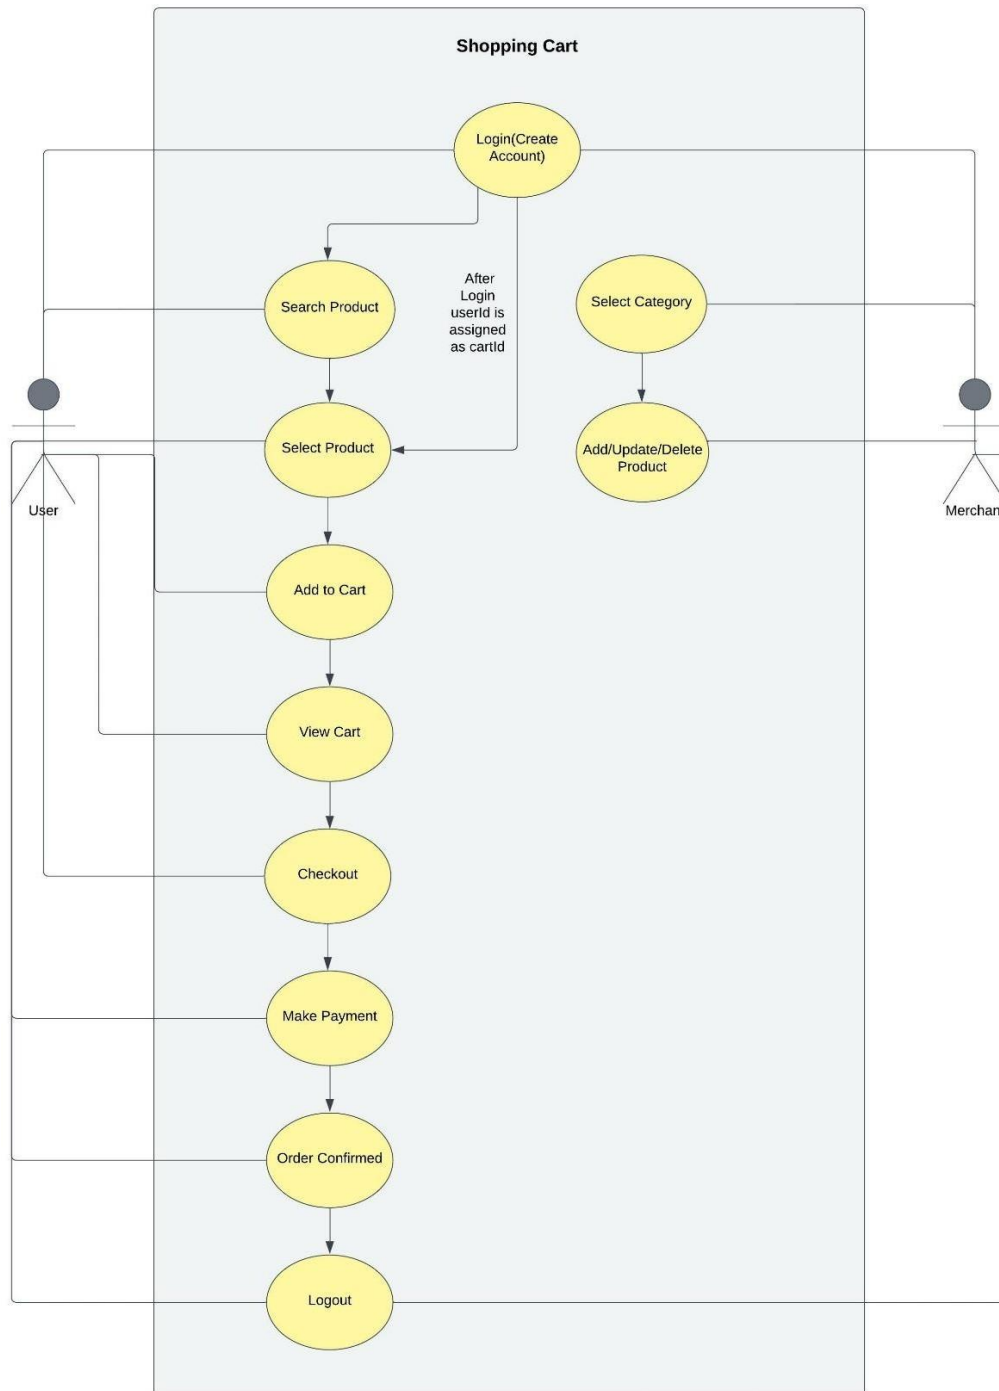 Shopping Cart
Login(Create
Account)
After
Login
userId is
assigned
as cartId
Search Product
Select Category
Select Product
Add/Update/Delete
Product
User
Merchan
Add to Cart
View Cart
Checkout
Make Payment
Order Confirmed
Logout